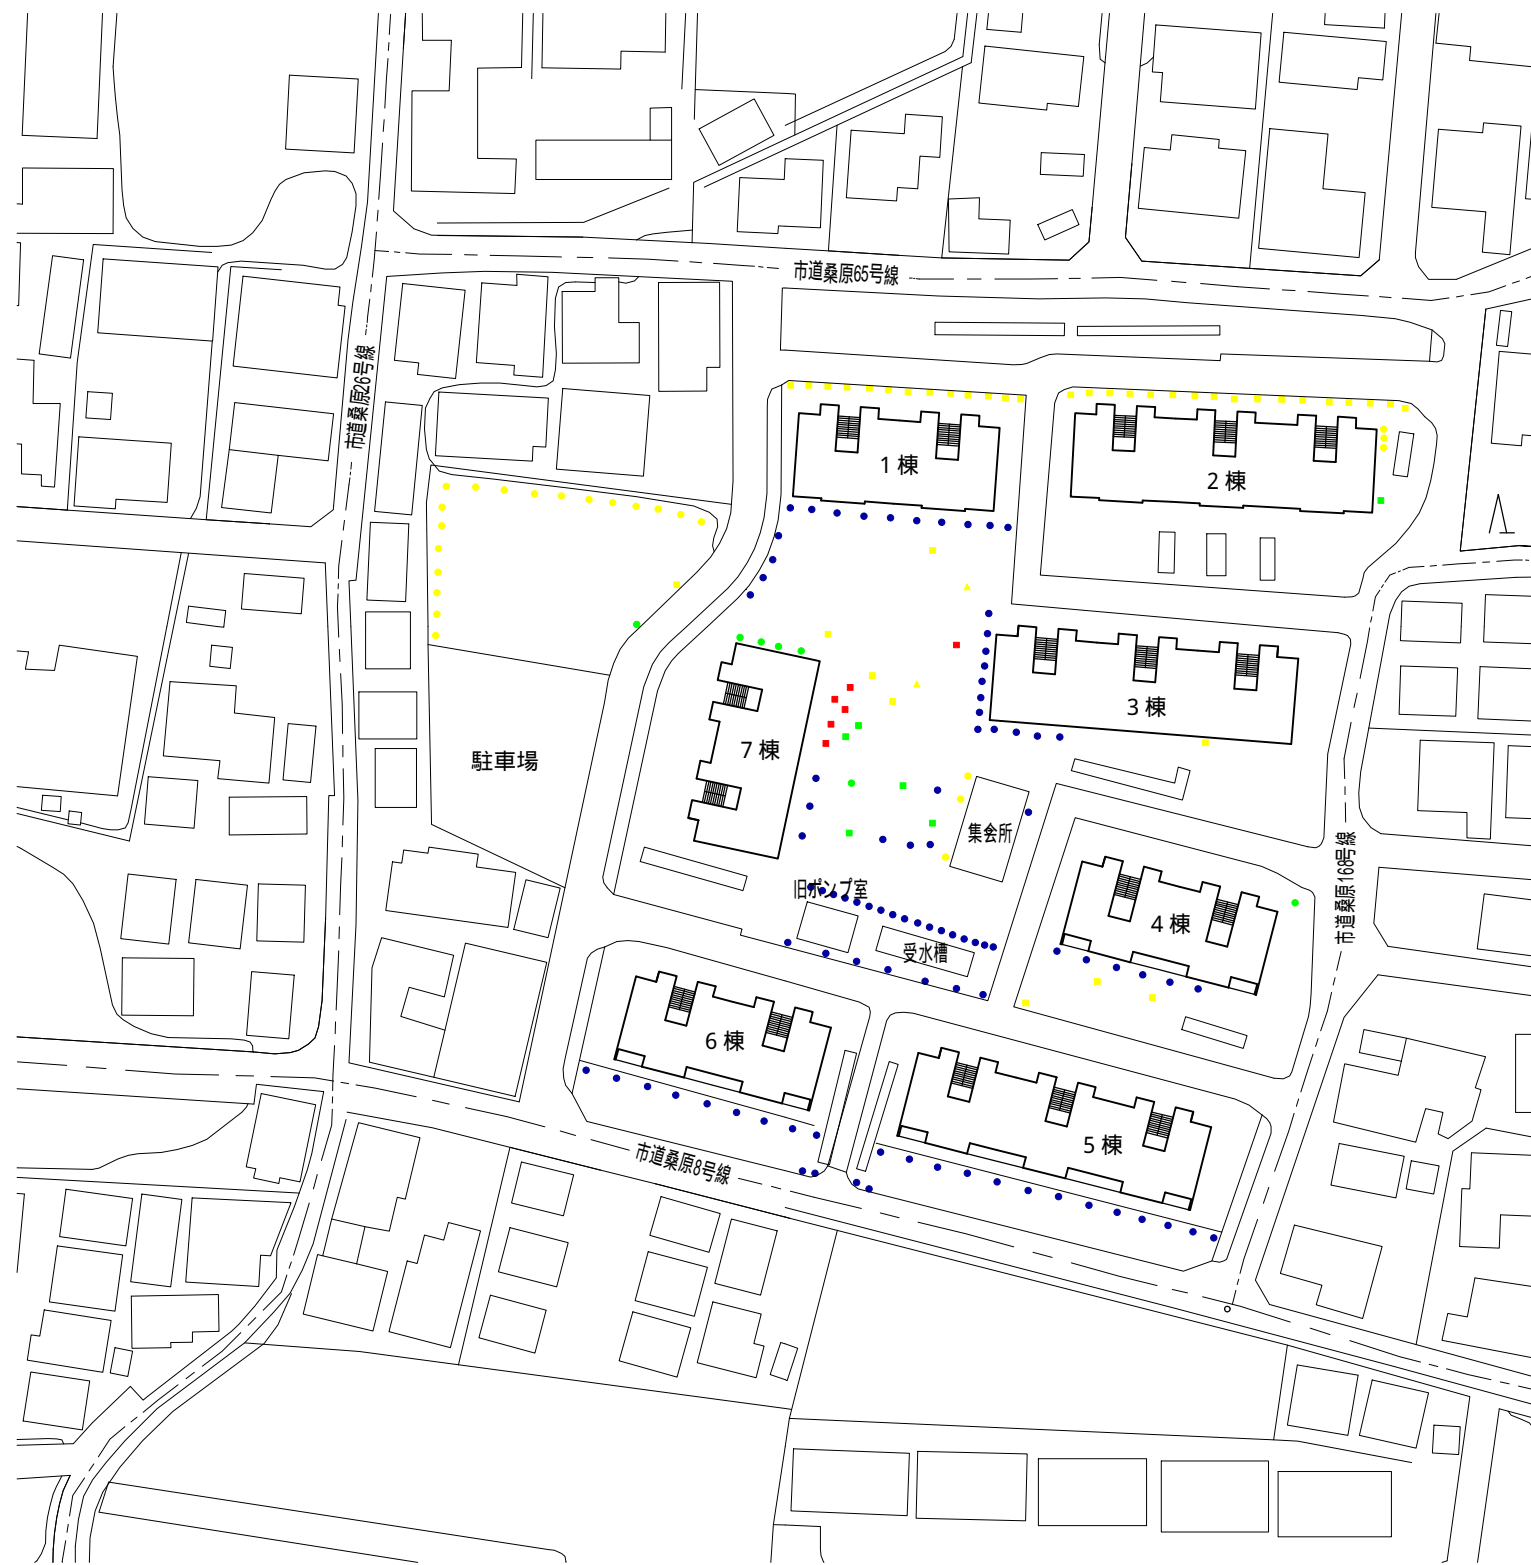 市道桑原65号線
市道桑原26号線
1棟
2棟
3棟
7棟
駐車場
集会所
市道桑原168号線
旧ポンプ室
4棟
受水槽
6棟
5棟
市道桑原8号線